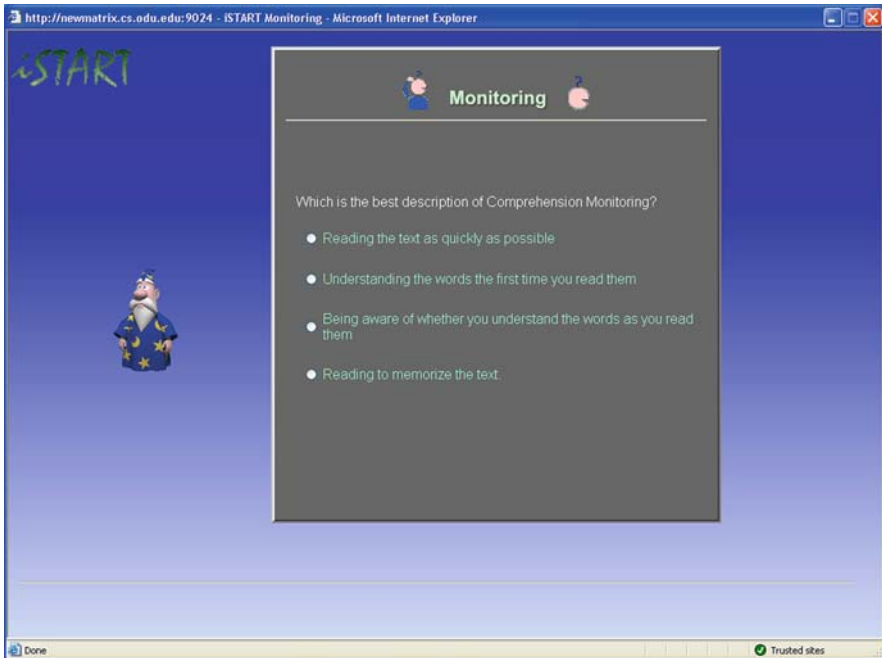 http://newmatrix.cs.odu.edu:9024 - iSTART Monitoring - Microsoft Internet Explorer
iSTART
Monitoring
Which is the best description of Comprehension Monitoring?
Reading the text as quickly as possible
Understanding the words the first time you read them
Being aware of whether you understand the words as you read
them
Reading to memorize the text.
Done
Trusted sites